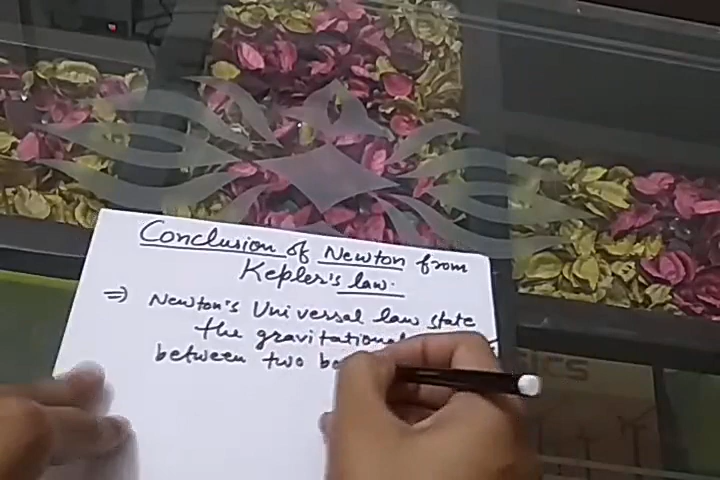 Conclusion of Newton from
Kepler's law.
⇒ Newton's Universal law state
the gravitational
between two